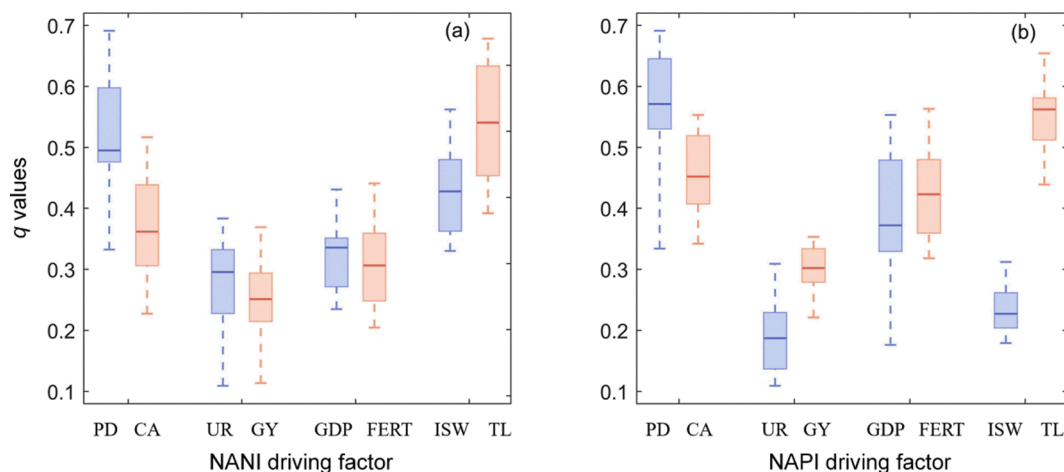 (a)
q values
0.7
0.6
0.5
0.4
0.3
0.2
0.1
PD CA UR GY GDP FERT ISW TL
NANI driving factor
(b)
0.7
0.6
0.5
0.4
0.3
0.2
0.1
PD CA UR GY GDP FERT ISW TL
NAPI driving factor